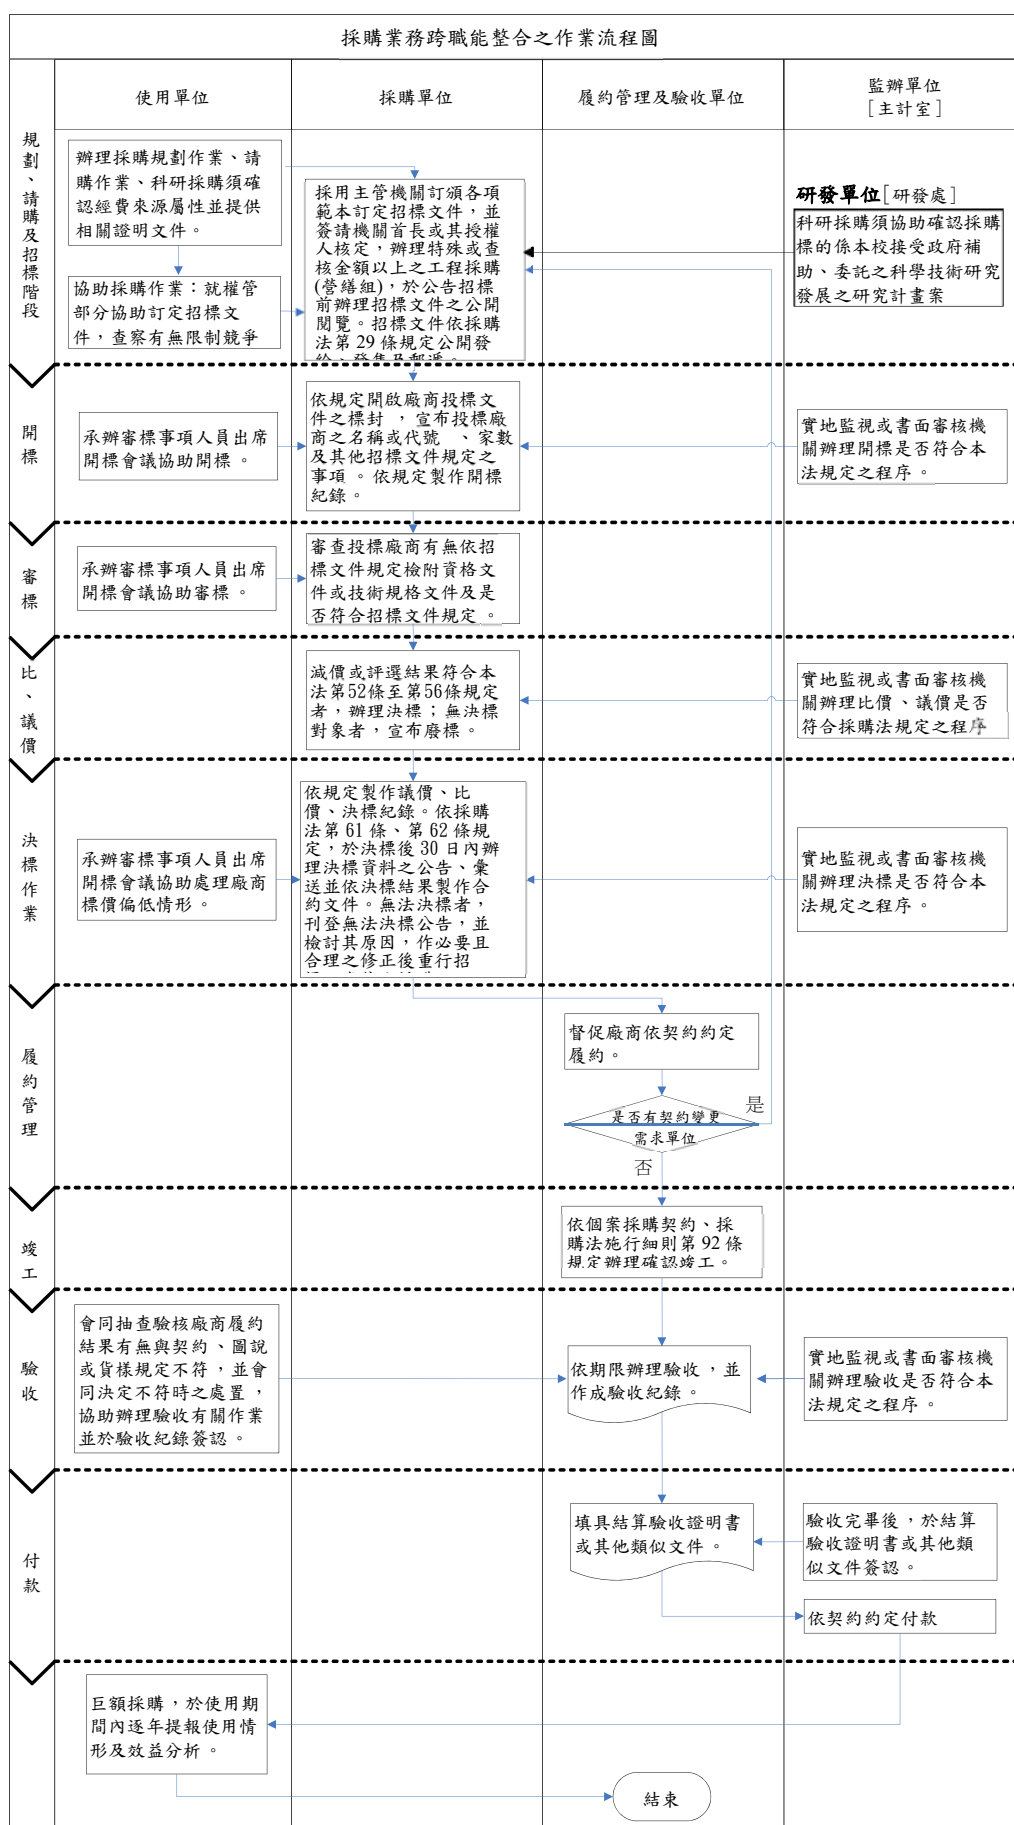 採購業務跨職能整合之作業流程圖
使用單位
採購單位
履約管理及驗收單位
監辦單位
[主計室]
規劃、請購及招標階段
辦理採購規劃作業、請
購作業、科研採購須確
認經費來源屬性並提供
相關證明文件。
協助採購作業：就權管
部分協助訂定招標文
件，查察有無限制競爭
採用主管機關訂頒各項
範本訂定招標文件，並
簽請機關首長或其授權
人核定，辦理特殊或查
核金額以上之工程採購
(營繕組)，於公告招標
前辦理招標文件之公開
閱覽。招標文件依採購
法第 29 條規定公開發
給、發售及郵遞。
研發單位[研發處]
科研採購須協助確認採購
標的係本校接受政府補
助、委託之科學技術研究
發展之研究計畫案
開標
承辦審標事項人員出席
開標會議協助開標。
依規定開啟廠商投標文
件之標封，宣布投標廠
商之名稱或代號、家數
及其他招標文件規定之
事項。依規定製作開標
紀錄。
實地監視或書面審核機
關辦理開標是否符合本
法規定之程序。
審標
承辦審標事項人員出席
開標會議協助審標。
審查投標廠商有無依招
標文件規定檢附資格文
件或技術規格文件及是
否符合招標文件規定。
比、議價
減價或評選結果符合本
法第52條至第56條規定
者，辦理決標；無決標
對象者，宣布廢標。
實地監視或書面審核機
關辦理比價、議價是否
符合採購法規定之程序
決標作業
承辦審標事項人員出席
開標會議協助處理廠商
標價偏低情形。
依規定製作議價、比
價、決標紀錄。依採購
法第 61 條、第 62 條規
定，於決標後 30 日內辦
理決標資料之公告、彙
送並依決標結果製作合
約文件。無法決標者，
刊登無法決標公告，並
檢討其原因，作必要且
合理之修正後重行招
實地監視或書面審核機
關辦理決標是否符合本
法規定之程序。
履約管理
督促廠商依契約約定
履約。
是否有契約變更
需求單位
是
否
竣工
依個案採購契約、採
購法施行細則第 92 條
規定辦理確認竣工。
驗收
會同抽查驗核廠商履約
結果有無與契約、圖說
或貨樣規定不符，並會
同決定不符時之處置，
協助辦理驗收有關作業
並於驗收紀錄簽認。
依期限辦理驗收，並
作成驗收紀錄。
實地監視或書面審核機
關辦理驗收是否符合本
法規定之程序。
付款
填具結算驗收證明書
或其他類似文件。
驗收完畢後，於結算
驗收證明書或其他類
似文件簽認。
依契約約定付款
巨額採購，於使用期
間內逐年提報使用情
形及效益分析。
結束